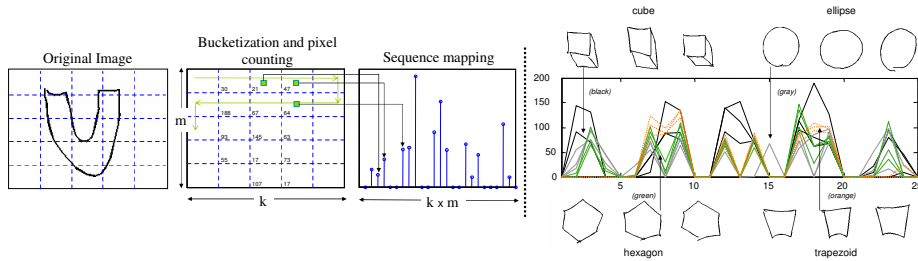 Original Image
Bucketization and pixel
counting
Sequence mapping
m
30 21 47
188 67 64
93 145 63
55 17 73
107 17
k
k x m
cube
ellipse
200
150
100
50
0
(black)
(gray)
(green)
(orange)
5 10 15 20 25
hexagon
trapezoid